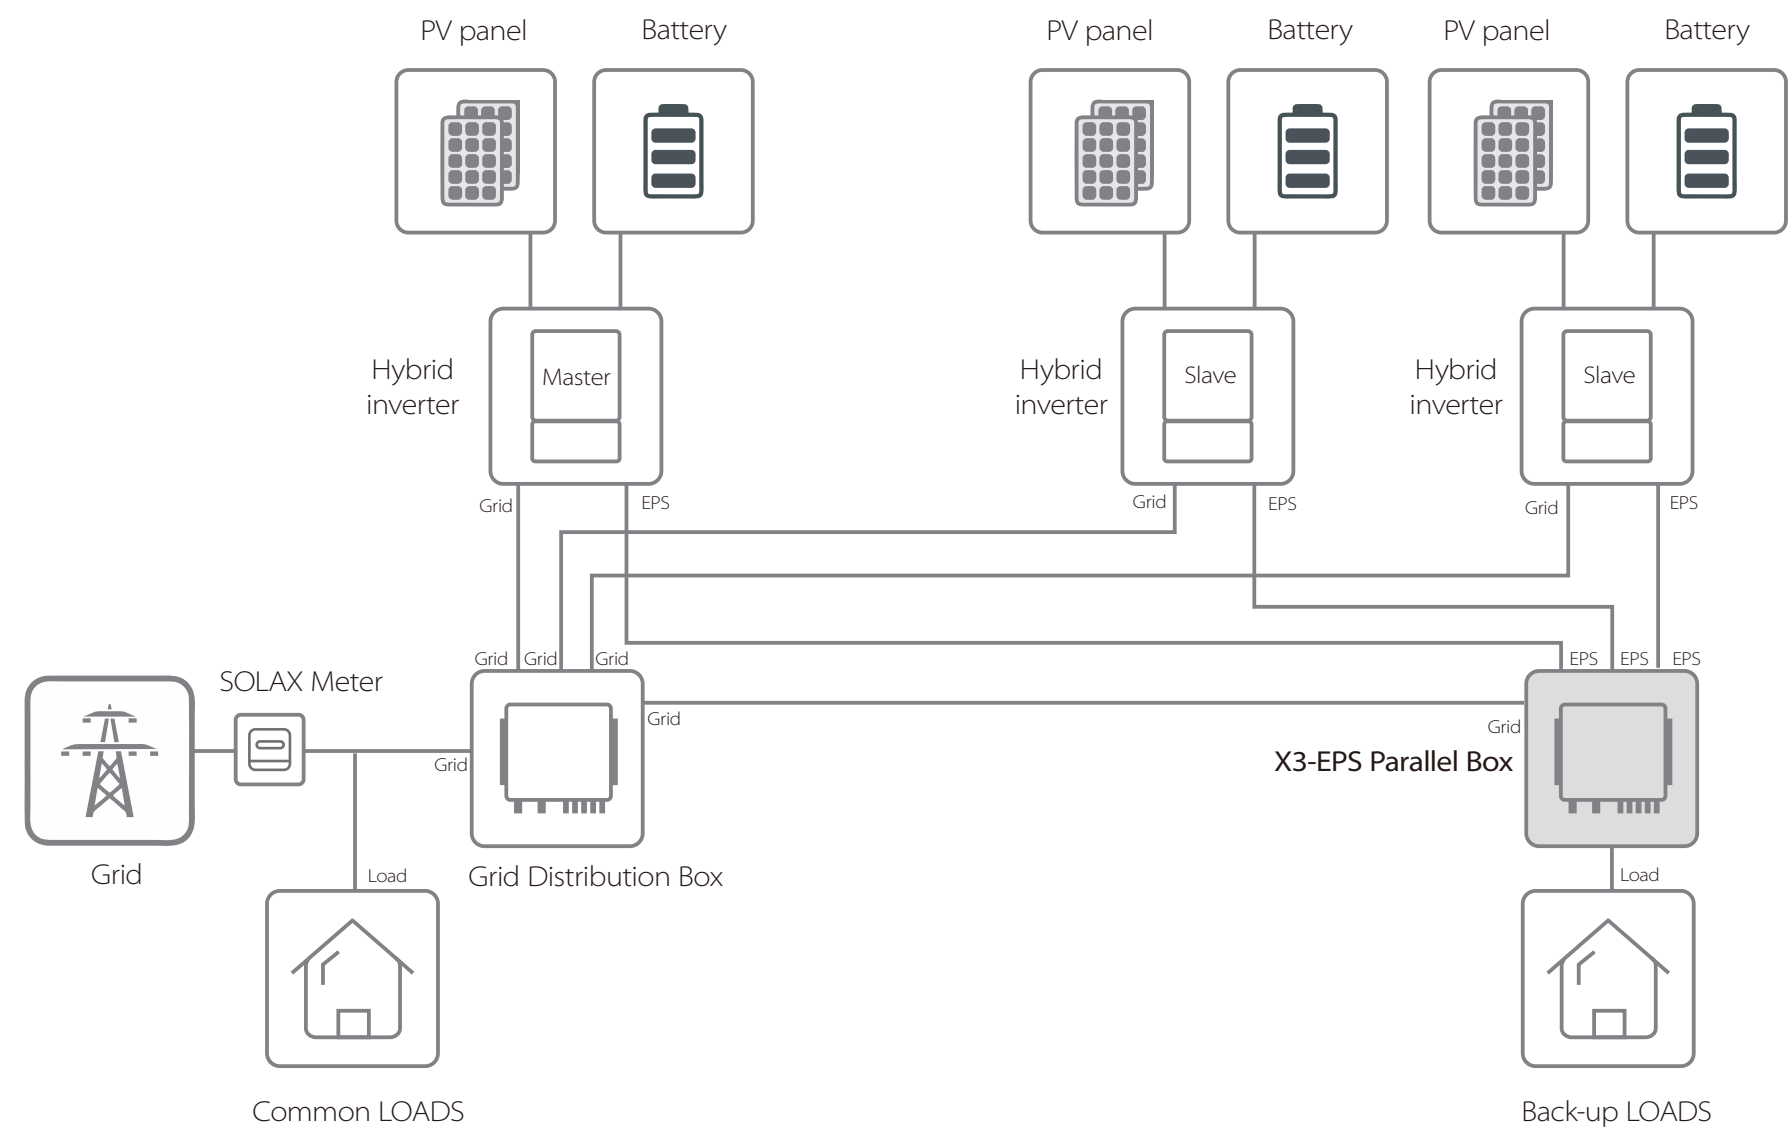 PV panel
Battery
PV panel
Battery
PV panel
Battery
Hybrid
inverter
Master
Hybrid
inverter
Slave
Hybrid
inverter
Slave
Grid
EPS
Grid
EPS
Grid
EPS
Grid
Grid
Grid
EPS
EPS
EPS
SOLAX Meter
Grid
Grid
Grid
X3-EPS Parallel Box
Grid
Load
Grid Distribution Box
Load
Common LOADS
Back-up LOADS